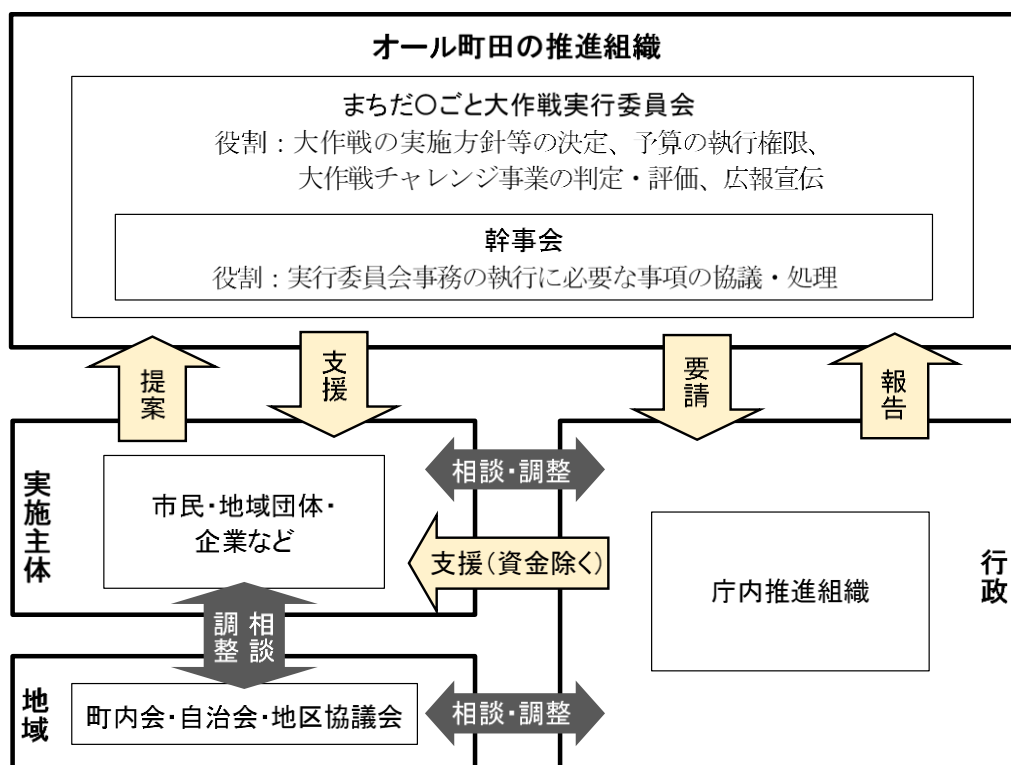 オール町田の推進組織
まちだ〇ごと大作戦実行委員会
役割：大作戦の実施方針等の決定、予算の執行権限、
大作戦チャレンジ事業の判定・評価、広報宣伝
幹事会
役割：実行委員会事務の執行に必要な事項の協議・処理
提案
支援
要請
報告
実施主体
市民・地域団体・
企業など
相談・調整
支援（資金除く）
行政
庁内推進組織
相談
調整
地域
町内会・自治会・地区協議会
相談・調整